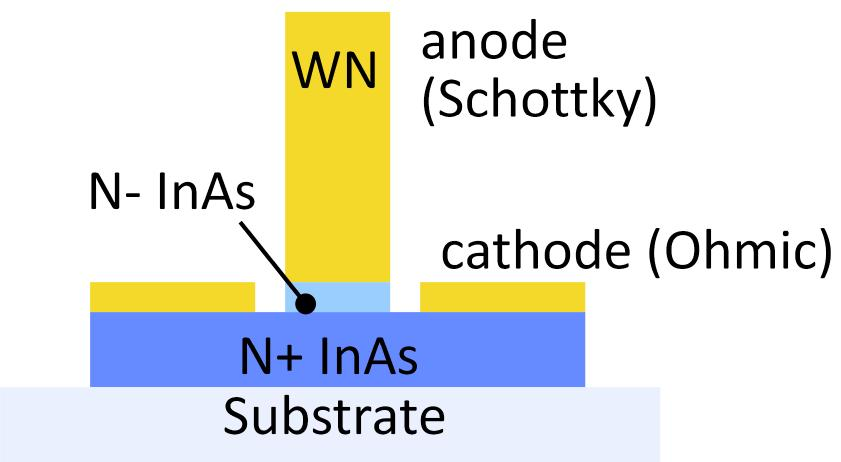 WN
anode
(Schottky)
N- InAs
cathode (Ohmic)
N+ InAs
Substrate